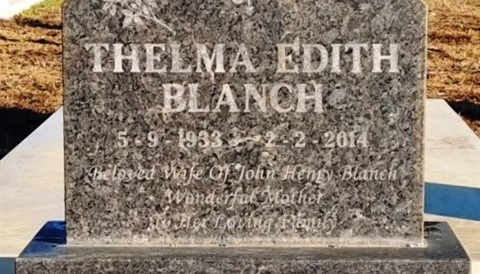 THELMA EDITH
BLANCH
5-9-1933 - 2-2-2014
Beloved Wife Of John Henry Blanch
Wonderful Mother
To Her Loving Family